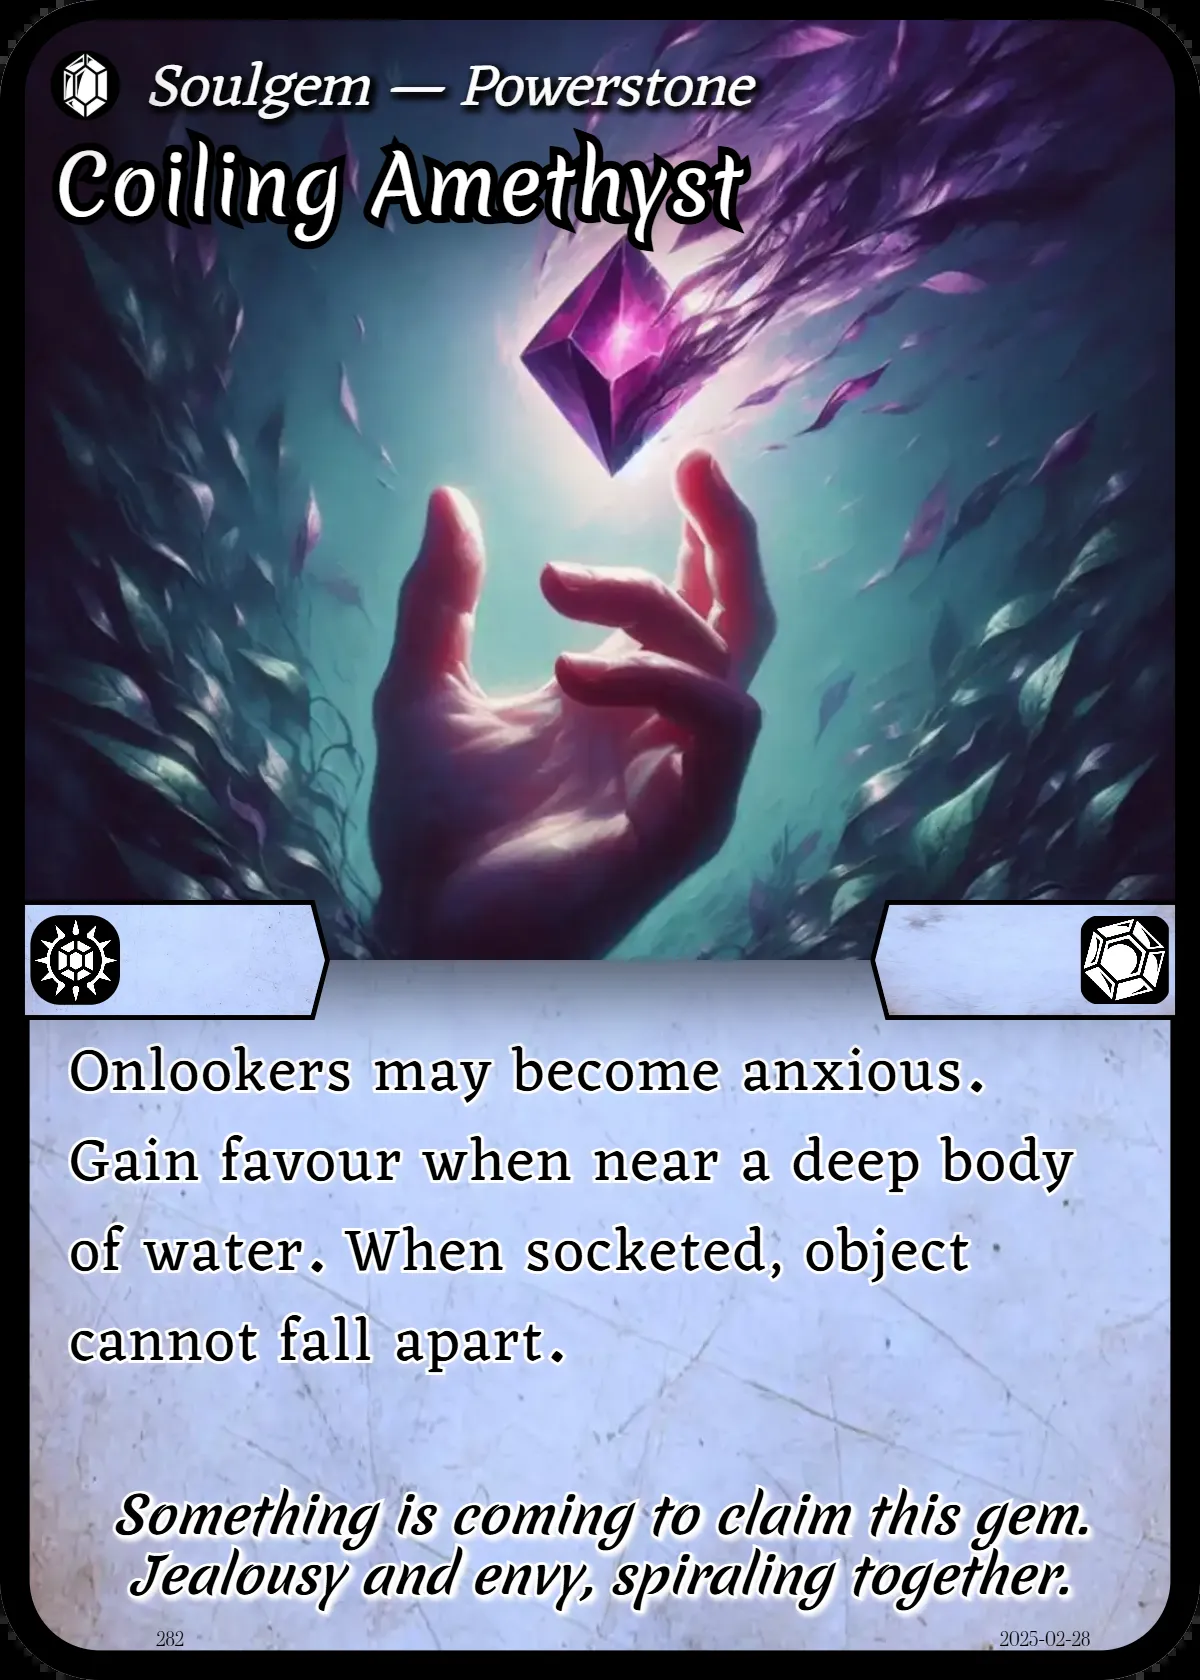 Soulgem — Powerstone
Coiling Amethyst
Onlookers may become anxious.
Gain favour when near a deep body
of water. When socketed, object
cannot fall apart.
Something is coming to claim this gem.
Jealousy and envy, spiraling together.
282
2025-02-28